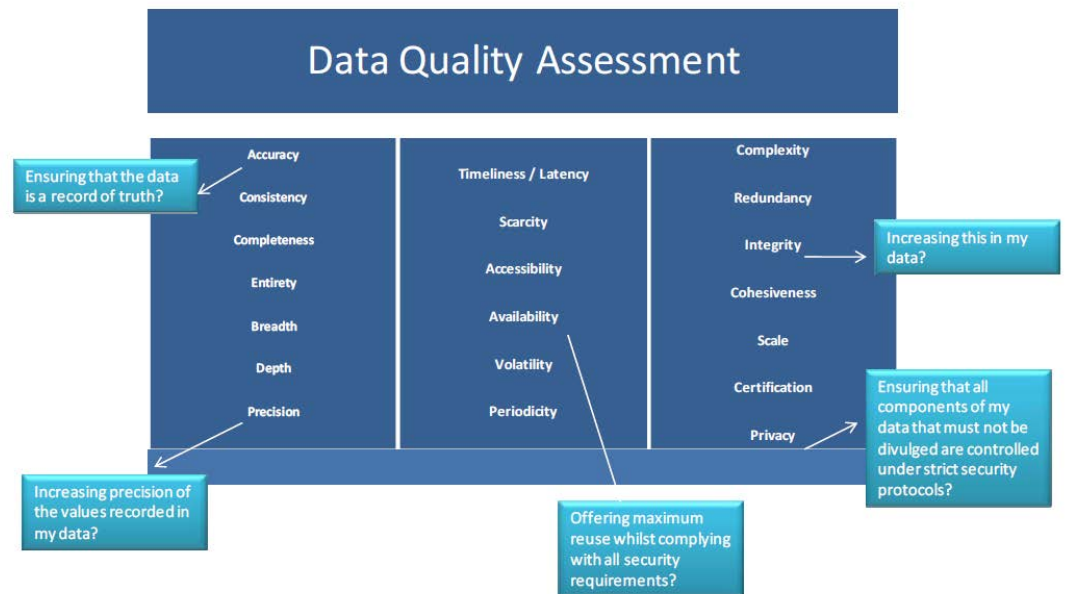 Data Quality Assessment
Accuracy
Consistency
Completeness
Entirety
Breadth
Depth
Precision
Timeliness / Latency
Scarcity
Accessibility
Availability
Volatility
Periodicity
Complexity
Redundancy
Integrity
Cohesiveness
Scale
Certification
Privacy
Ensuring that the data
is a record of truth?
Increasing precision of
the values recorded in
my data?
Offering maximum
reuse whilst complying
with all security
requirements?
Increasing this in my
data?
Ensuring that all
components of my
data that must not be
divulged are controlled
under strict security
protocols?